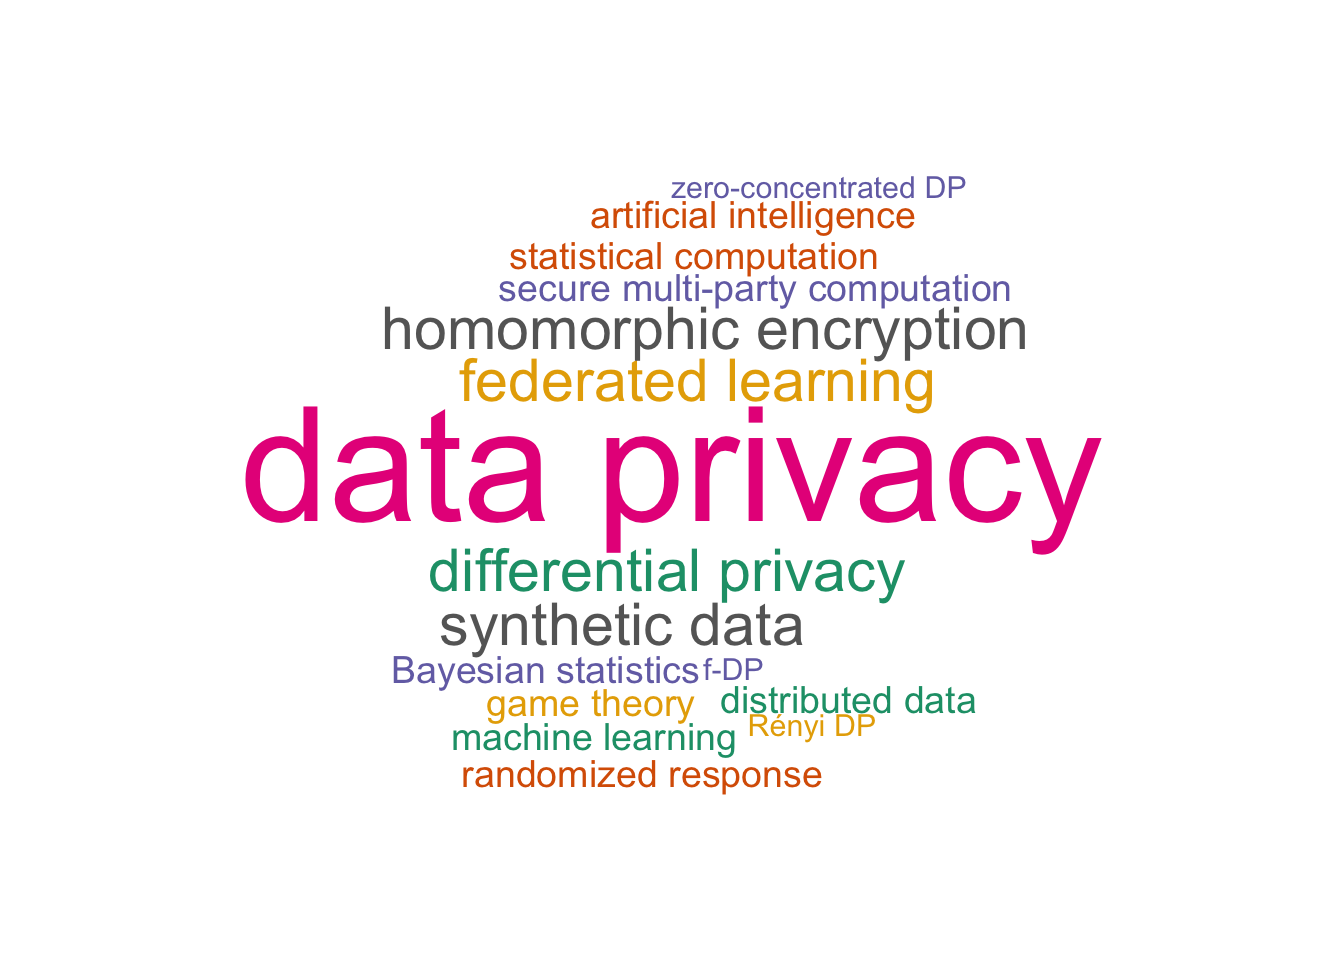 zero-concentrated DP
artificial intelligence
statistical computation
secure multi-party computation
homomorphic encryption
federated learning
data privacy
differential privacy
synthetic data
Bayesian statistics
f-DP
game theory
distributed data
machine learning
Rényi DP
randomized response